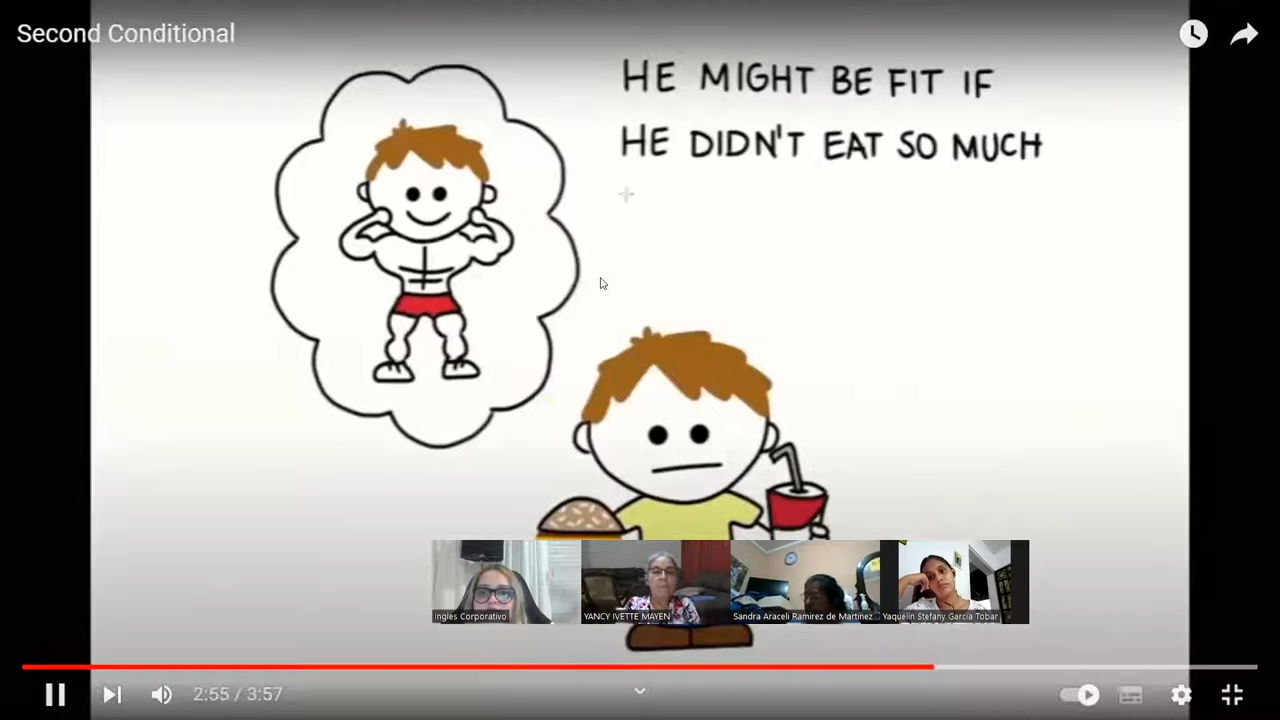 Second Conditional
HE MIGHT BE FIT IF
HE DIDN'T EAT SO MUCH
Ingles Corporativo
YANCY IVETTE MAYEN
Sandra Araceli Ramirez de Martinez
Yaquelin Stefany Garcia Tobar
2:55 / 3:57